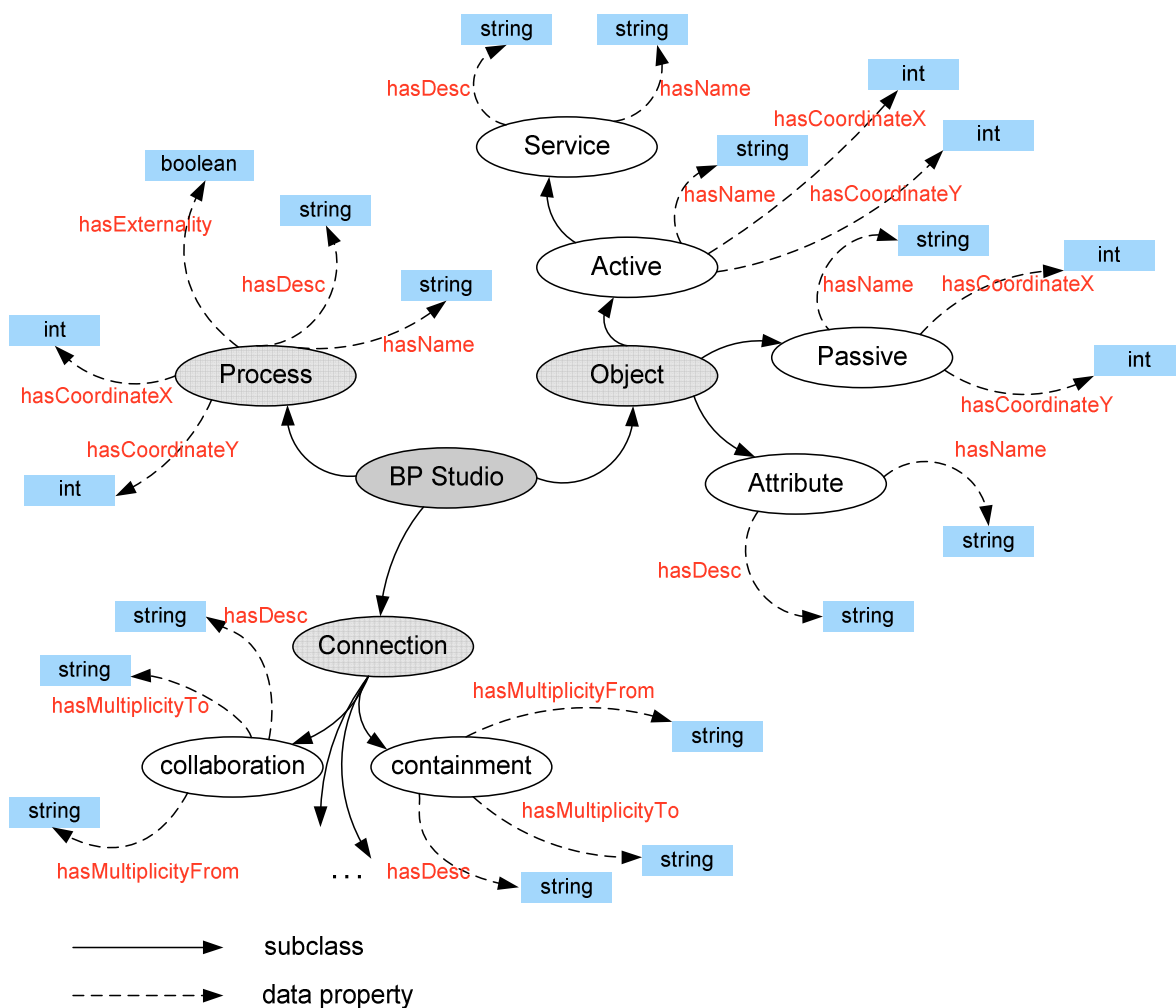 string
string
hasDesc
hasName
int
hasCoordinateX
Service
string
int
boolean
hasName
hasCoordinateY
string
hasExternality
string
Active
int
hasDesc
string
hasName
hasCoordinateX
int
hasName
Process
Object
Passive
int
hasCoordinateX
hasCoordinateY
hasCoordinateY
hasName
BP Studio
Attribute
int
string
hasDesc
string
string
hasDesc
Connection
string
hasMultiplicityFrom
hasMultiplicityTo
string
collaboration
containment
string
hasMultiplicityTo
string
hasMultiplicityFrom
...
hasDesc
string
subclass
data property